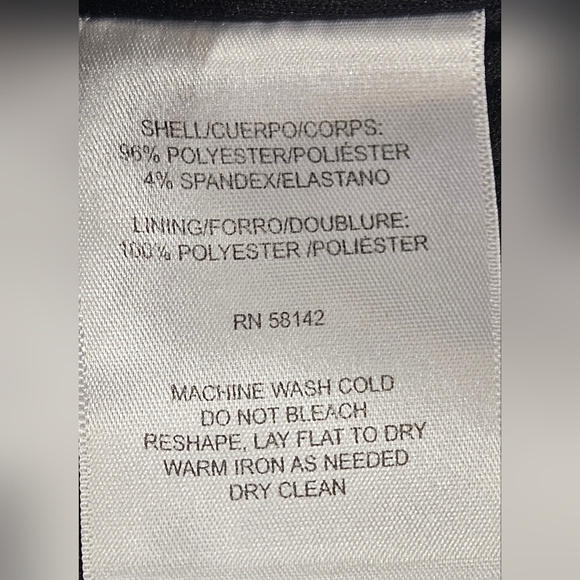 SHELL/CUERPO/CORPS:
96% POLYESTER/POLIÉSTER
4% SPANDEX/ELASTANO
LINING/FORRO/DOUBLURE:
100% POLYESTER /POLIÉSTER
RN 58142
MACHINE WASH COLD
DO NOT BLEACH
RESHAPE, LAY FLAT TO DRY
WARM IRON AS NEEDED
DRY CLEAN